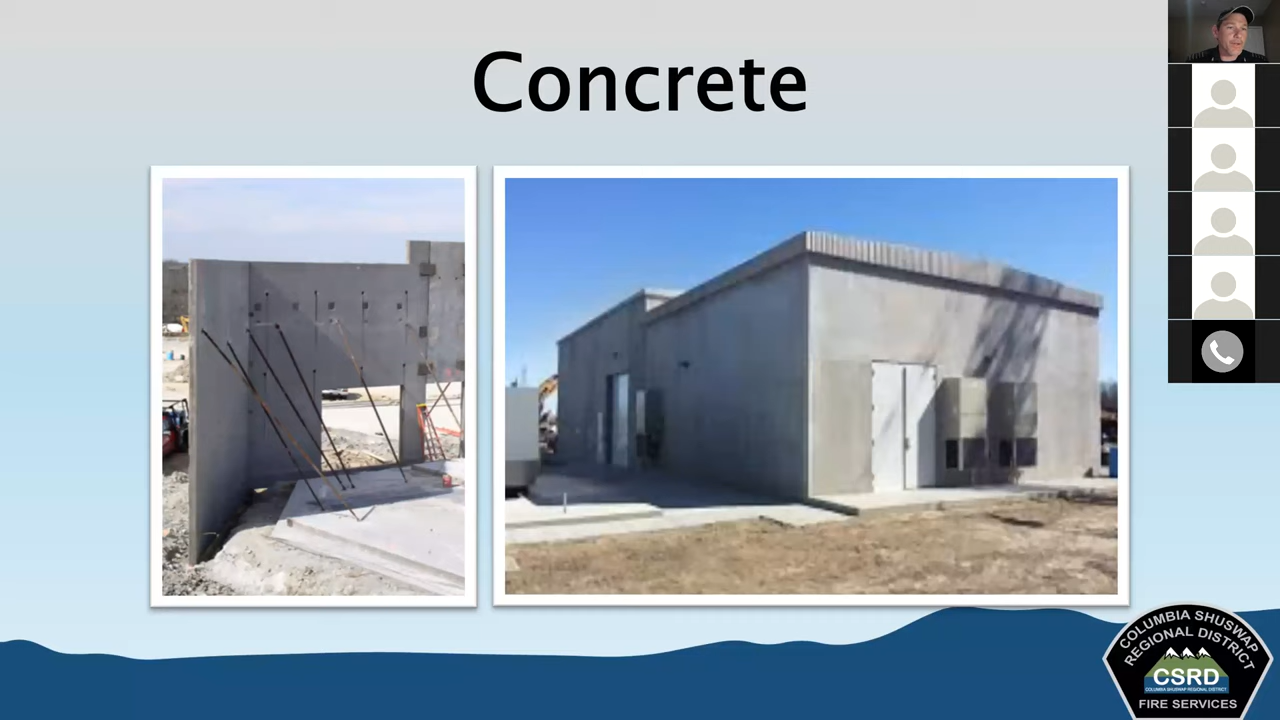 Concrete
COLUMBIA SHUSWAP
REGIONAL DISTRICT
CSRD
COLUMBIA SHUSWAP REGIONAL DISTRICT
FIRE SERVICES